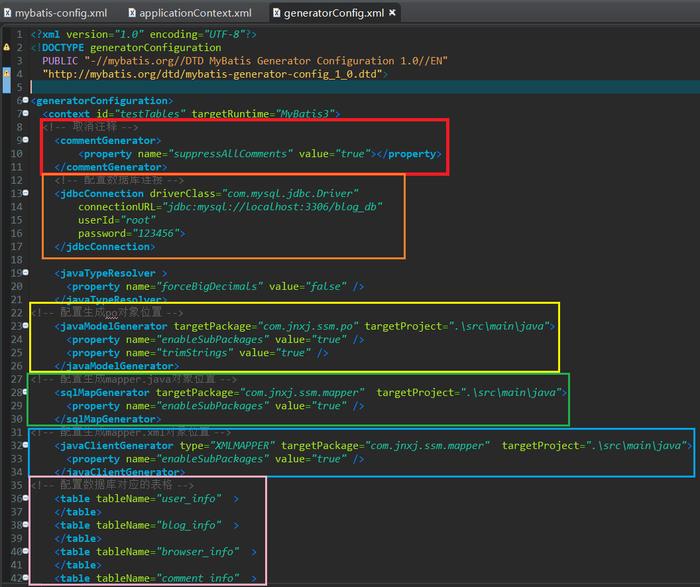 mybatis-config.xml applicationContext.xml generatorConfig.xml
1 <?xml version="1.0" encoding="UTF-8"?>
2 <!DOCTYPE generatorConfiguration
3 PUBLIC "-//mybatis.org//DTD MyBatis Generator Configuration 1.0//EN"
4 "http://mybatis.org/dtd/mybatis-generator-config_1_0.dtd">
5
6 <generatorConfiguration>
7 <context id="testTables" targetRuntime="MyBatis3">
8 <!-- 取消注释 -->
9 <commentGenerator>
10 <property name="suppressAllComments" value="true"></property>
11 </commentGenerator>
12 <!-- 配置数据库连接 -->
13 <jdbcConnection driverClass="com.mysql.jdbc.Driver"
14 connectionURL="jdbc:mysql://localhost:3306/blog_db"
15 userId="root"
16 password="123456">
17 </jdbcConnection>
18
19 <javaTypeResolver >
20 <property name="forceBigDecimals" value="false" />
21 </javaTypeResolver>
22 <!-- 配置生成po对象位置 -->
23 <javaModelGenerator targetPackage="com.jnxj.ssm.po" targetProject=".\src\main\java">
24 <property name="enableSubPackages" value="true" />
25 <property name="trimStrings" value="true" />
26 </javaModelGenerator>
27 <!-- 配置生成mapper.java对象位置 -->
28 <sqlMapGenerator targetPackage="com.jnxj.ssm.mapper" targetProject=".\src\main\java">
29 <property name="enableSubPackages" value="true" />
30 </sqlMapGenerator>
31 <!-- 配置生成mapper.xml对象位置 -->
32 <javaClientGenerator type="XMLMAPPER" targetPackage="com.jnxj.ssm.mapper" targetProject=".\src\main\java">
33 <property name="enableSubPackages" value="true" />
34 </javaClientGenerator>
35 <!-- 配置数据库对应的表格 -->
36 <table tableName="user_info" >
37 </table>
38 <table tableName="blog_info" >
39 </table>
40 <table tableName="browser_info" >
41 </table>
42 <table tableName="comment_info" >